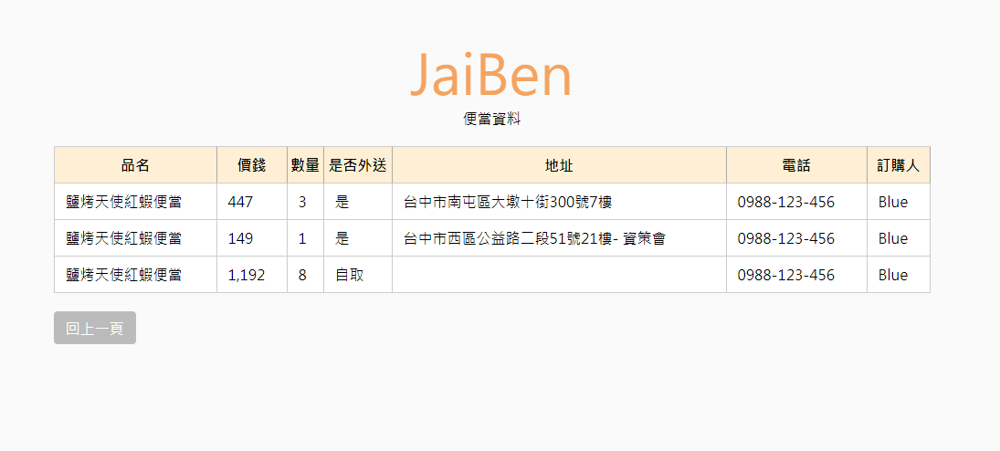 JaiBen
便當資料
品名 價錢 數量 是否外送 地址 電話 訂購人
鹽烤天使紅蝦便當 447 3 是 台中市南屯區大墩十街300號7樓 0988-123-456 Blue
鹽烤天使紅蝦便當 149 1 是 台中市西區公益路二段51號21樓- 資策會 0988-123-456 Blue
鹽烤天使紅蝦便當 1,192 8 自取 0988-123-456 Blue
回上一頁